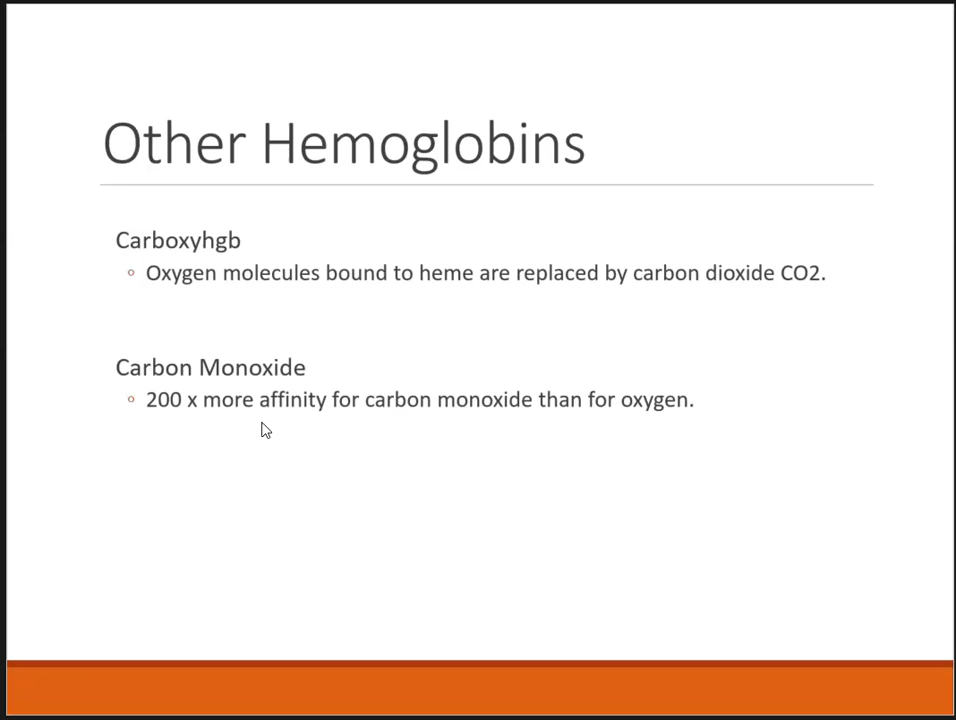 Other Hemoglobins
Carboxyhgb
◦ Oxygen molecules bound to heme are replaced by carbon dioxide CO2.
Carbon Monoxide
◦ 200 x more affinity for carbon monoxide than for oxygen.